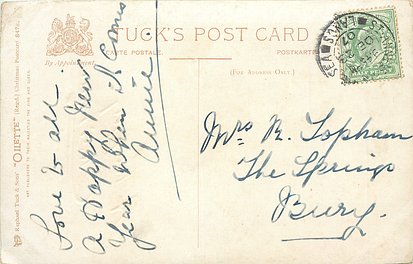 TUCK'S POST CARD
CARTE POSTALE.
POSTKARTE
By Appointment.
(FOR ADDRESS ONLY.)
Raphael Tuck & Sons' "OILETTE" [Regd.] Christmas Postcard
Love to all.
A Happy New
Year when it comes
Annie
Mrs R. Topham
The Springs
Bury.